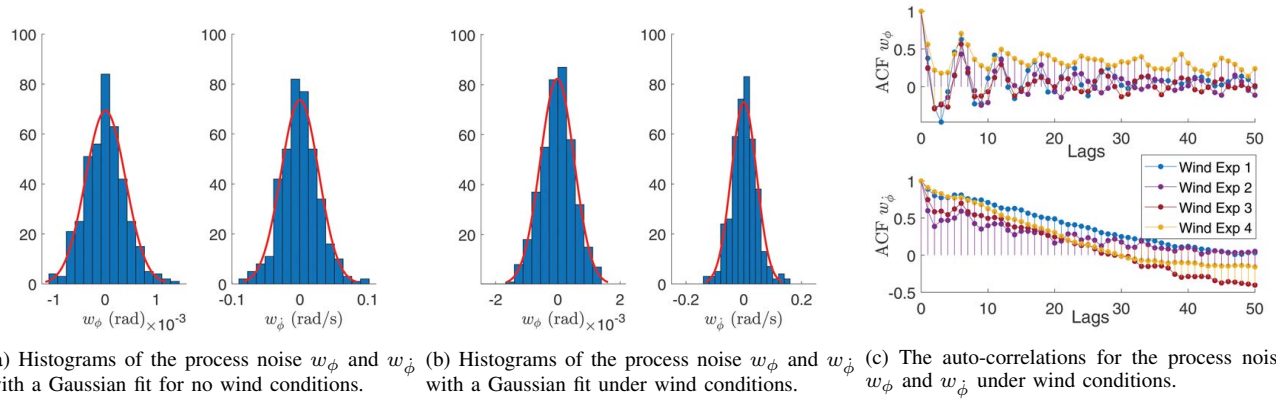 100
80
60
40
20
0
-1
0
1
w_ϕ (rad) ×10⁻³
100
80
60
40
20
0
-0.1
0
0.1
w_ϕ̇ (rad/s)
100
80
60
40
20
0
-2
0
2
w_ϕ (rad) ×10⁻³
100
80
60
40
20
0
-0.2
0
0.2
w_ϕ̇ (rad/s)
ACF w_ϕ
1
0.5
0
0 10 20 30 40 50
Lags
Wind Exp 1
Wind Exp 2
Wind Exp 3
Wind Exp 4
ACF w_ϕ̇
1
0.5
0
-0.5
0 10 20 30 40 50
Lags
a) Histograms of the process noise w_ϕ and w_ϕ̇
with a Gaussian fit for no wind conditions.
(b) Histograms of the process noise w_ϕ and w_ϕ̇
with a Gaussian fit under wind conditions.
(c) The auto-correlations for the process nois
w_ϕ and w_ϕ̇ under wind conditions.